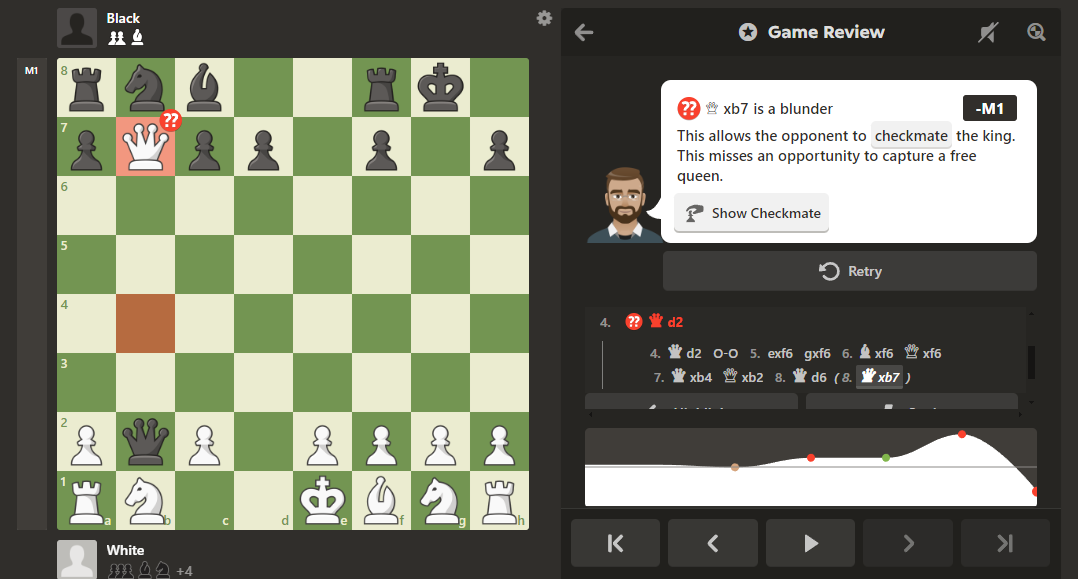 Black
M1
8
7
6
5
4
3
2
1
a
b
c
d
e
f
g
h
??
White
+4
Game Review
?? xb7 is a blunder
-M1
This allows the opponent to checkmate the king.
This misses an opportunity to capture a free
queen.
Show Checkmate
Retry
4. ?? d2
4. d2 O-O 5. exf6 gxf6 6. xf6 xf6
7. xb4 xb2 8. d6 ( 8. xb7 )